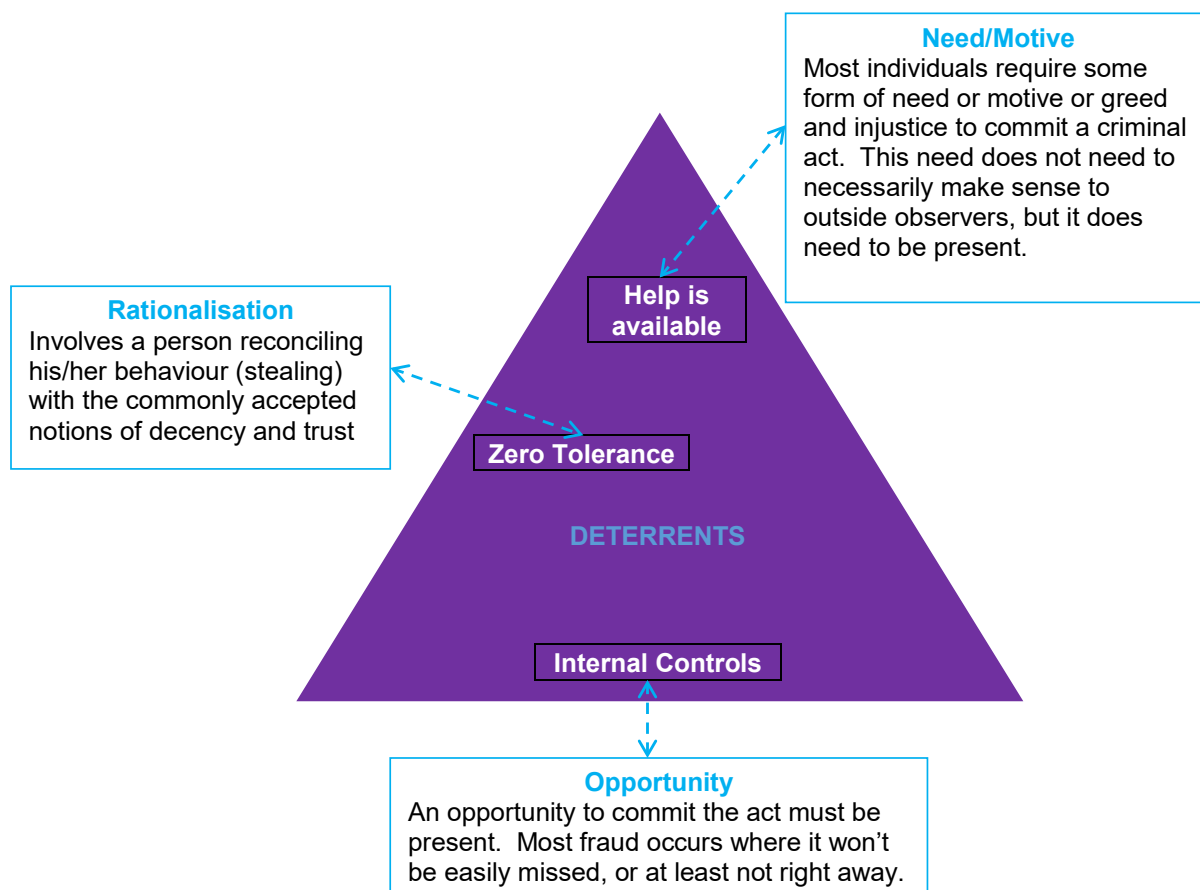 Need/Motive
Most individuals require some
form of need or motive or greed
and injustice to commit a criminal
act.  This need does not need to
necessarily make sense to
outside observers, but it does
need to be present.
Help is
available
Rationalisation
Involves a person reconciling
his/her behaviour (stealing)
with the commonly accepted
notions of decency and trust
Zero Tolerance
DETERRENTS
Internal Controls
Opportunity
An opportunity to commit the act must be
present.  Most fraud occurs where it won’t
be easily missed, or at least not right away.